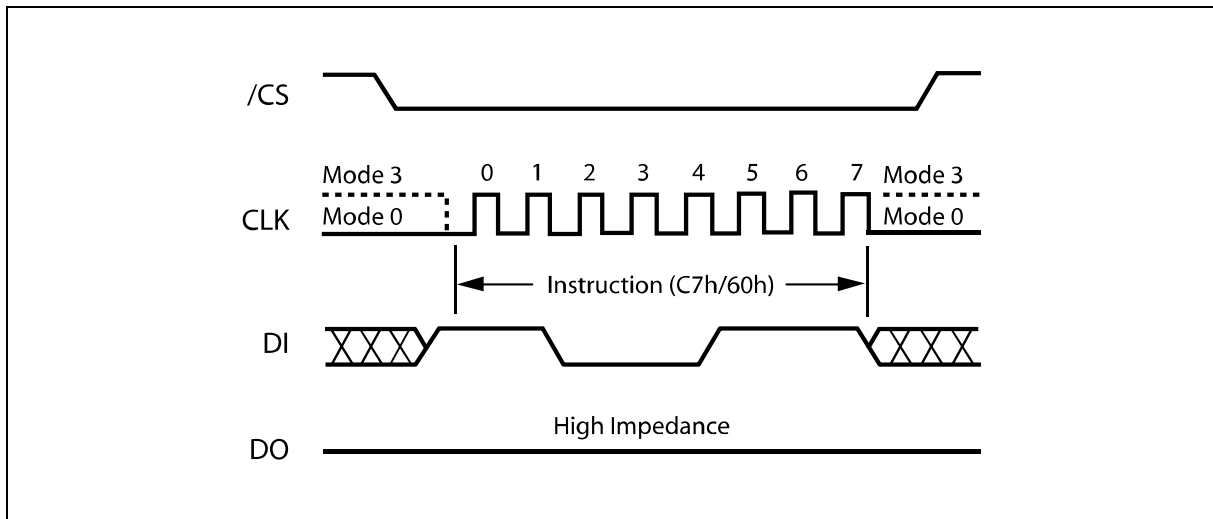 /CS
Mode 3 0 1 2 3 4 5 6 7 Mode 3
CLK Mode 0 Mode 0
Instruction (C7h/60h)
DI
High Impedance
DO